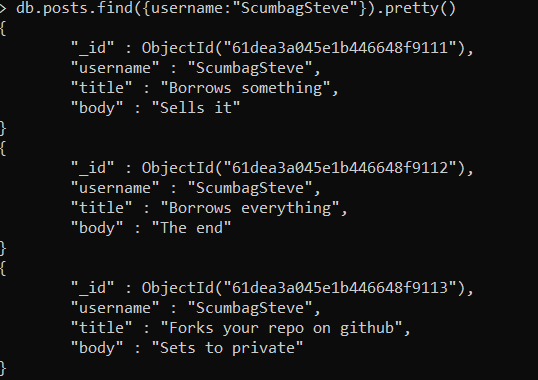 > db.posts.find({username:"ScumbagSteve"}).pretty()
{
        "_id" : ObjectId("61dea3a045e1b446648f9111"),
        "username" : "ScumbagSteve",
        "title" : "Borrows something",
        "body" : "Sells it"
}
{
        "_id" : ObjectId("61dea3a045e1b446648f9112"),
        "username" : "ScumbagSteve",
        "title" : "Borrows everything",
        "body" : "The end"
}
{
        "_id" : ObjectId("61dea3a045e1b446648f9113"),
        "username" : "ScumbagSteve",
        "title" : "Forks your repo on github",
        "body" : "Sets to private"
}